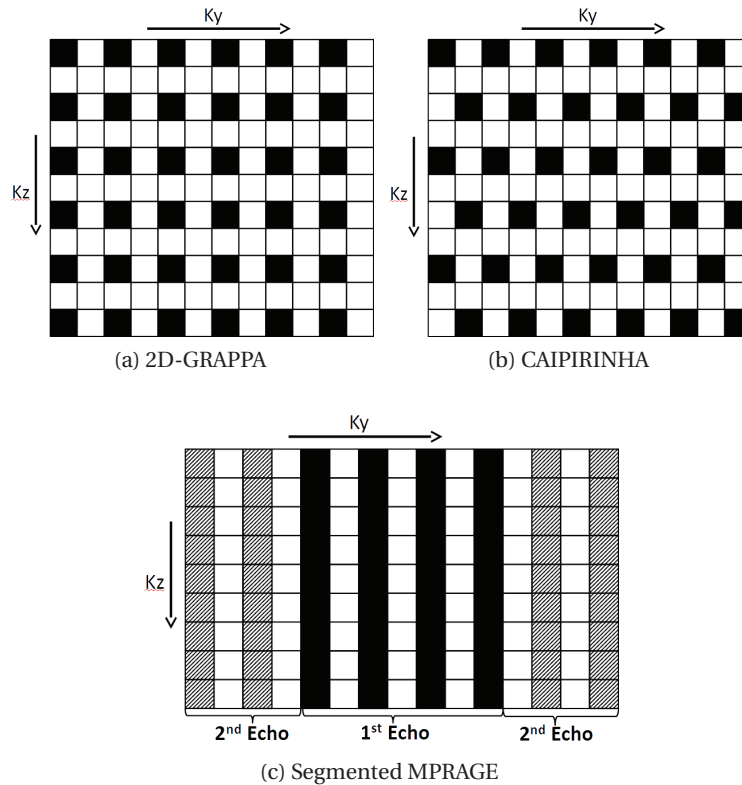 Ky
Ky
Kz
Kz
(a) 2D-GRAPPA
(b) CAIPIRINHA
Ky
Kz
2nd Echo
1st Echo
2nd Echo
(c) Segmented MPRAGE